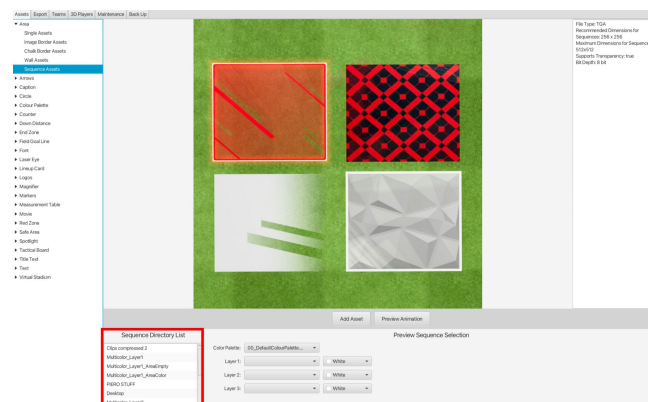 Assets Export Teams 3D Players Maintenance Back Up
Area
Single Assets
Image Border Assets
Chalk Border Assets
Wall Assets
Sequence Assets
Arrows
Caption
Circle
Colour Palette
Counter
Down Distance
End Zone
Field Goal Line
Font
Laser Eye
Lineup Card
Logos
Magnifier
Markers
Measurement Table
Movie
Red Zone
Safe Area
Spotlight
Tactical Board
Title Text
Text
Virtual Stadium
File Type: TGA
Recommended Dimensions for
Sequences: 256 x 256
Maximum Dimensions for Sequence
512x512
Supports Transparency: true
Bit Depth: 8 bit
Add Asset Preview Animation
Sequence Directory List
Clipa compressed 2
Multicolor_Layer1
Multicolor_Layer1_AreaEmpty
Multicolor_Layer1_AreaColor
PIERO STUFF
Desktop
Preview Sequence Selection
Color Palette: 03_DefaultColourPalette...
Layer 1: White
Layer 2: White
Layer 3: White